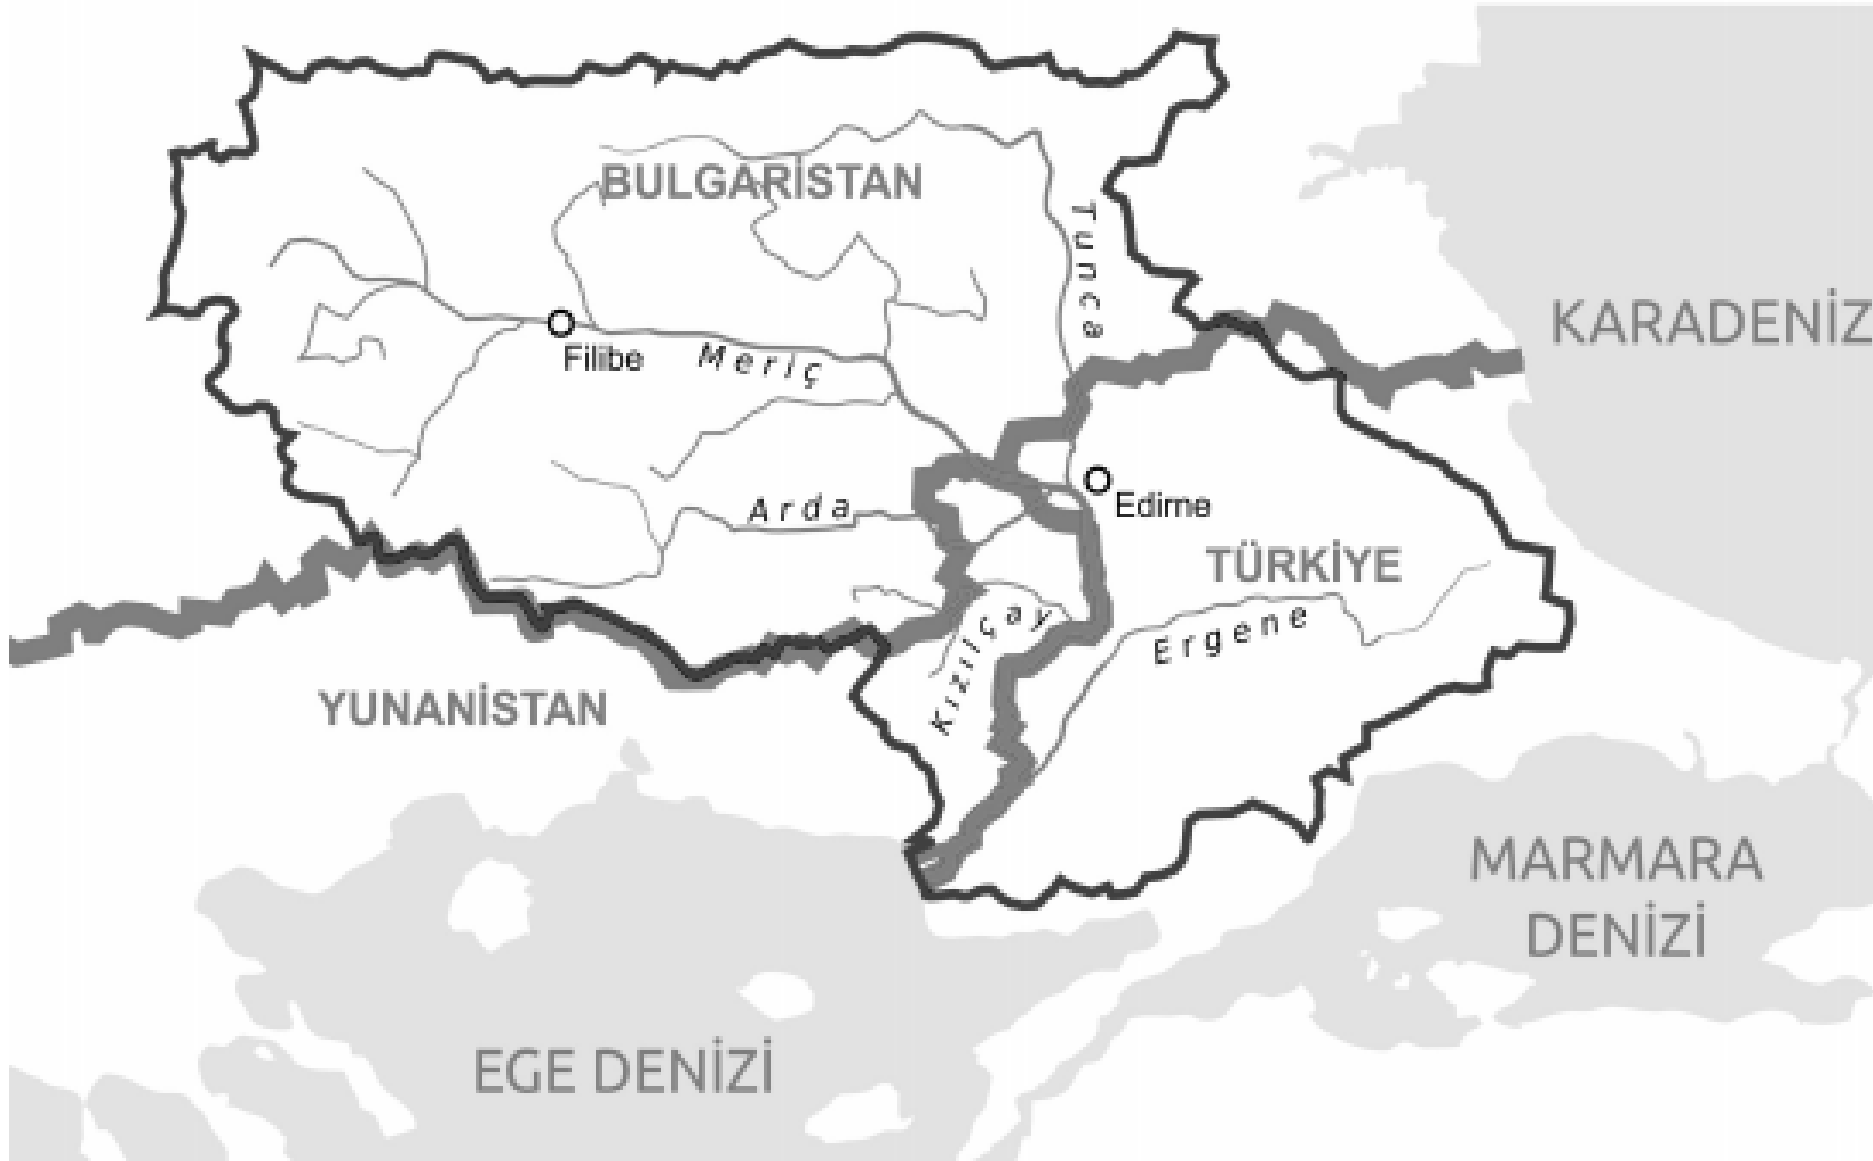 BULGARİSTAN
Tunca
KARADENİZ
Filibe
Meriç
Arda
Edirne
TÜRKİYE
Kızılçay
Ergene
YUNANİSTAN
MARMARA
DENİZİ
EGE DENİZİ